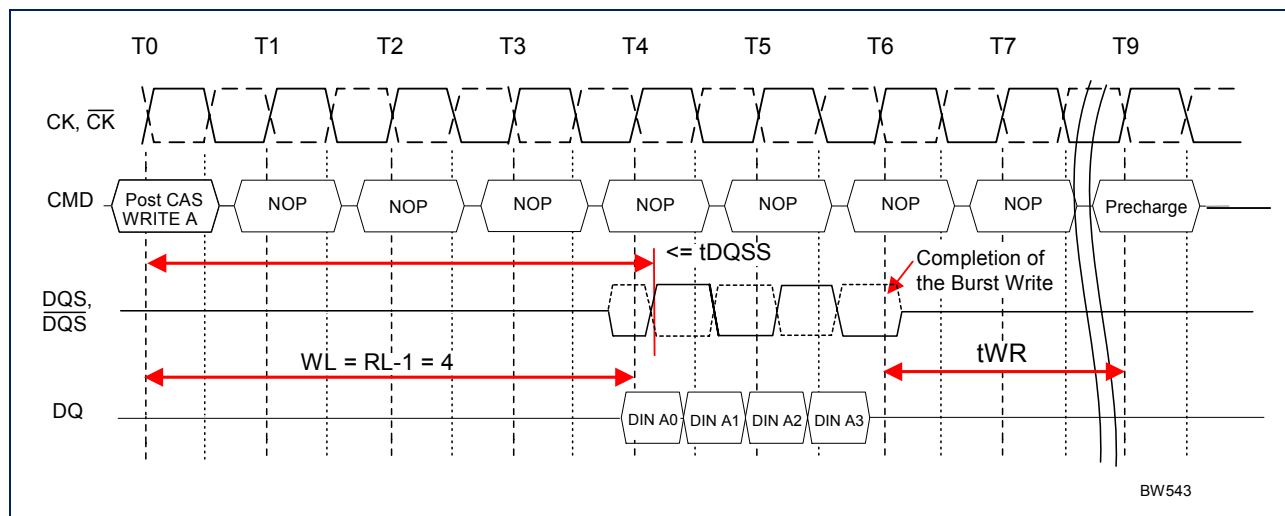 T0 T1 T2 T3 T4 T5 T6 T7 T9
CK, C̅K̅
CMD
Post CAS
WRITE A
NOP NOP NOP NOP NOP NOP NOP Precharge
<= tDQSS
Completion of
the Burst Write
DQS,
D̅Q̅S̅
WL = RL-1 = 4
tWR
DQ
DIN A0 DIN A1 DIN A2 DIN A3
BW543